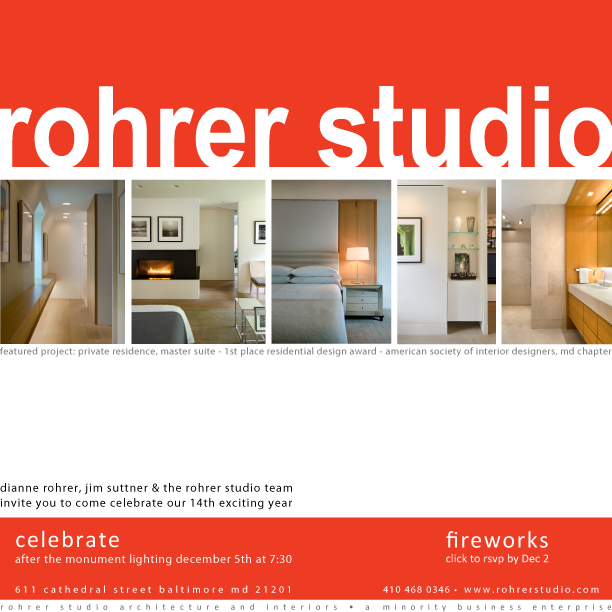 rohrer studio
featured project: private residence, master suite - 1st place residential design award - american society of interior designers, md chapter
dianne rohrer, jim suttner & the rohrer studio team
invite you to come celebrate our 14th exciting year
celebrate
after the monument lighting december 5th at 7:30
fireworks
click to rsvp by Dec 2
611 cathedral street baltimore md 21201
410 468 0346 • www.rohrerstudio.com
rohrer studio architecture and interiors • a minority business enterprise